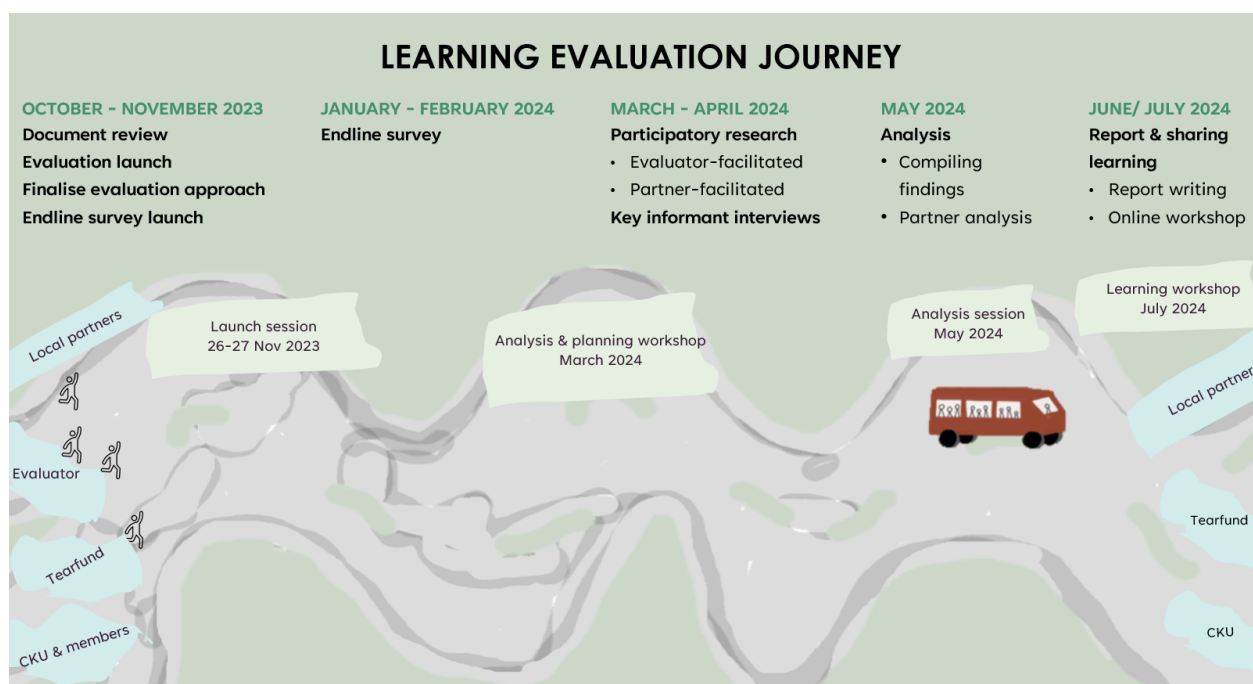 LEARNING EVALUATION JOURNEY
OCTOBER - NOVEMBER 2023
Document review
Evaluation launch
Finalise evaluation approach
Endline survey launch
JANUARY - FEBRUARY 2024
Endline survey
MARCH - APRIL 2024
Participatory research
• Evaluator-facilitated
• Partner-facilitated
Key informant interviews
MAY 2024
Analysis
• Compiling
findings
• Partner analysis
JUNE/ JULY 2024
Report & sharing
learning
• Report writing
• Online workshop
Local partners
Launch session
26-27 Nov 2023
Analysis & planning workshop
March 2024
Analysis session
May 2024
Learning workshop
July 2024
Evaluator
Tearfund
CKU & members
Local partner
Tearfund
CKU